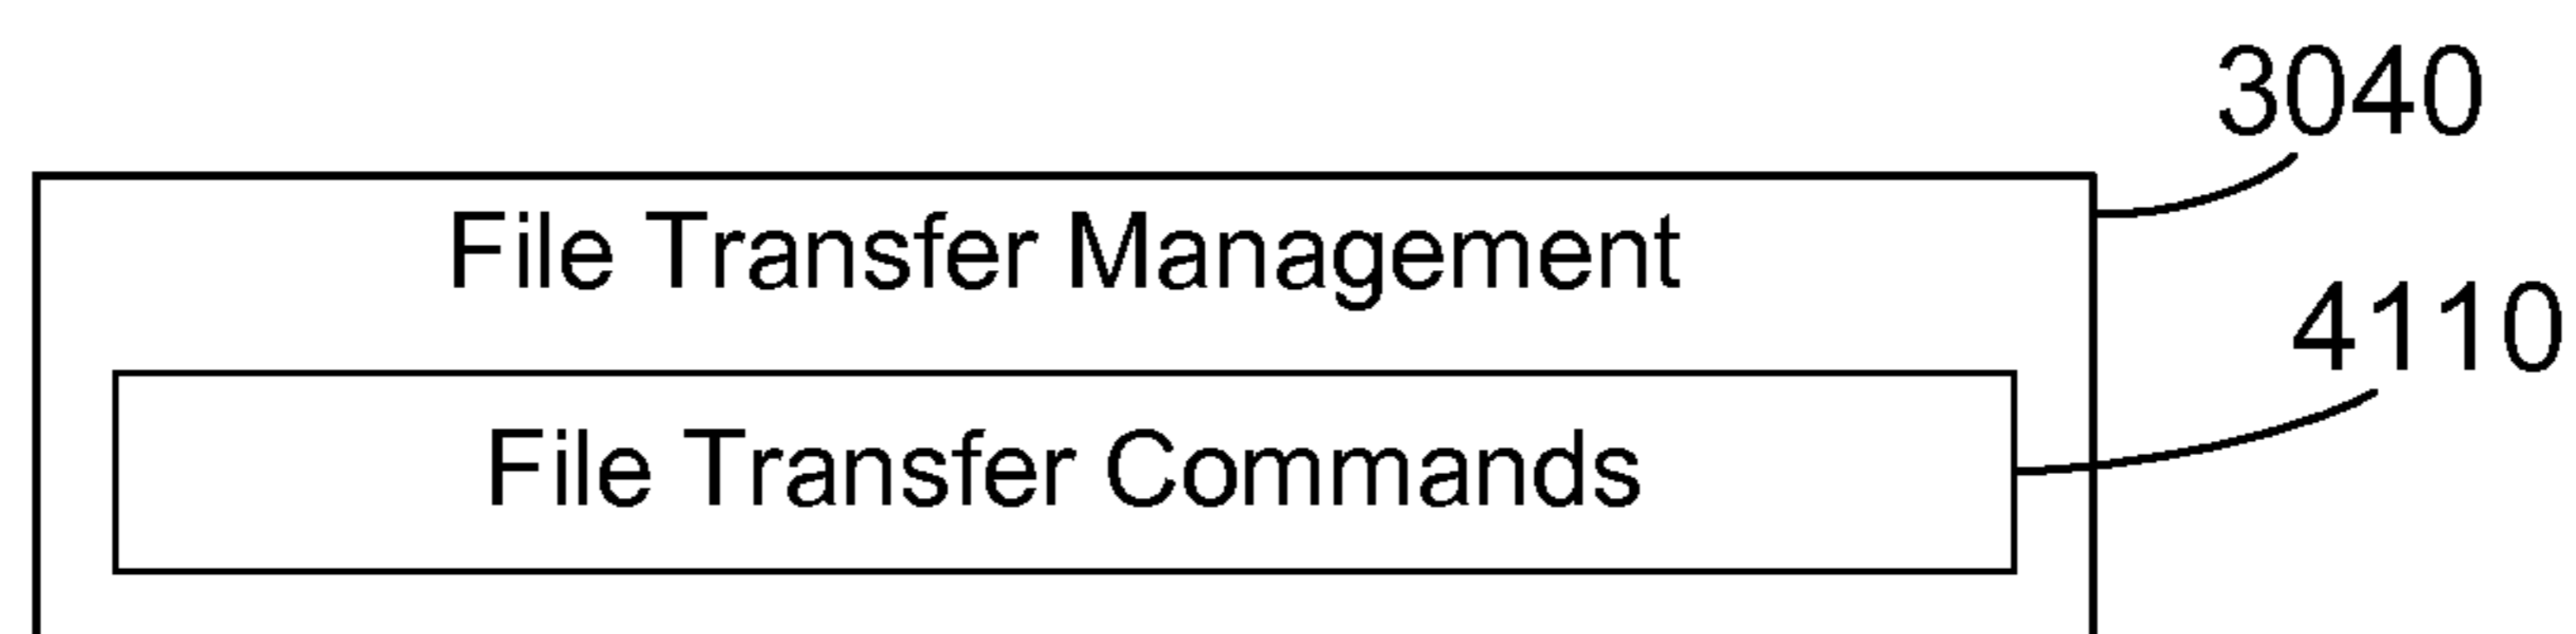 3040
File Transfer Management
4110
File Transfer Commands